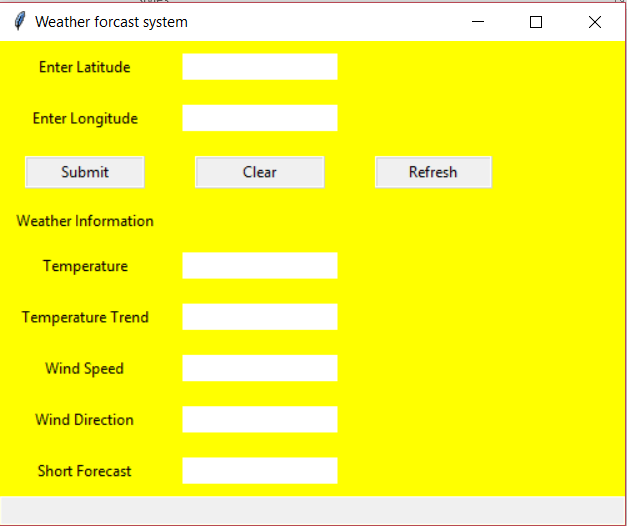 Weather forcast system
Enter Latitude
Enter Longitude
Submit Clear Refresh
Weather Information
Temperature
Temperature Trend
Wind Speed
Wind Direction
Short Forecast